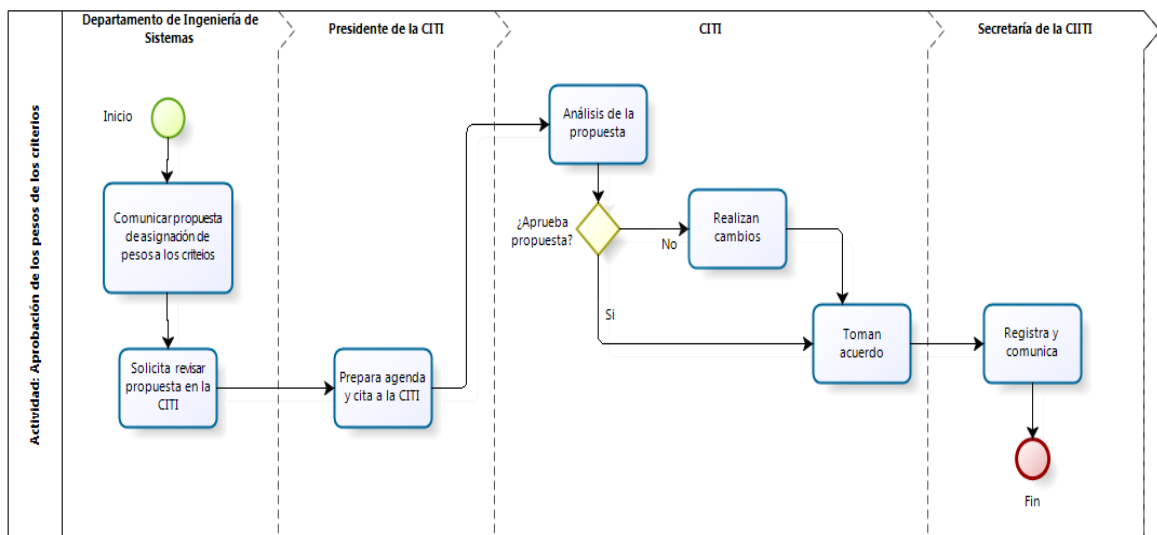 Departamento de Ingeniería de
Sistemas
Presidente de la CITI
CITI
Secretaría de la CIITI
Actividad: Aprobación de los pesos de los criterios
Inicio
Comunicar propuesta
de asignación de
pesos a los criteios
Solicita revisar
propuesta en la
CITI
Prepara agenda
y cita a la CITI
Análisis de la
propuesta
¿Aprueba
propuesta?
No
Realizan
cambios
Si
Toman
acuerdo
Registra y
comunica
Fin